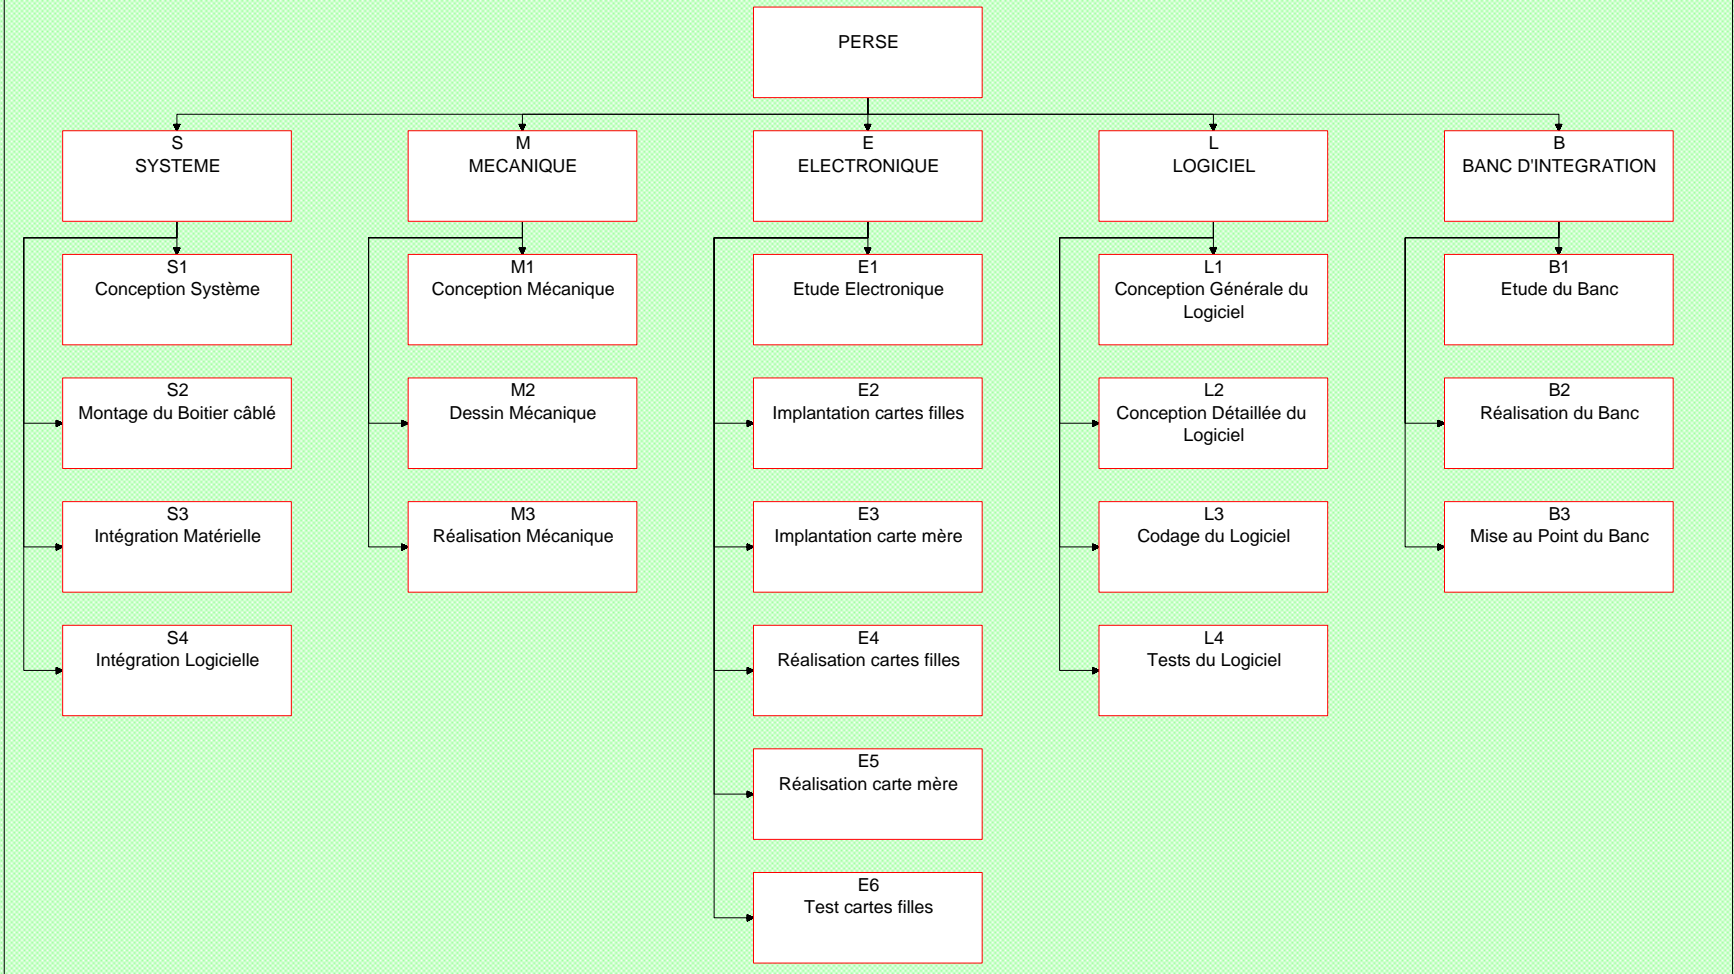 PERSE
S
SYSTEME
M
MECANIQUE
E
ELECTRONIQUE
L
LOGICIEL
B
BANC D'INTEGRATION
S1
Conception Système
M1
Conception Mécanique
E1
Etude Electronique
L1
Conception Générale du
Logiciel
B1
Etude du Banc
S2
Montage du Boitier câblé
M2
Dessin Mécanique
E2
Implantation cartes filles
L2
Conception Détaillée du
Logiciel
B2
Réalisation du Banc
S3
Intégration Matérielle
M3
Réalisation Mécanique
E3
Implantation carte mère
L3
Codage du Logiciel
B3
Mise au Point du Banc
S4
Intégration Logicielle
E4
Réalisation cartes filles
L4
Tests du Logiciel
E5
Réalisation carte mère
E6
Test cartes filles